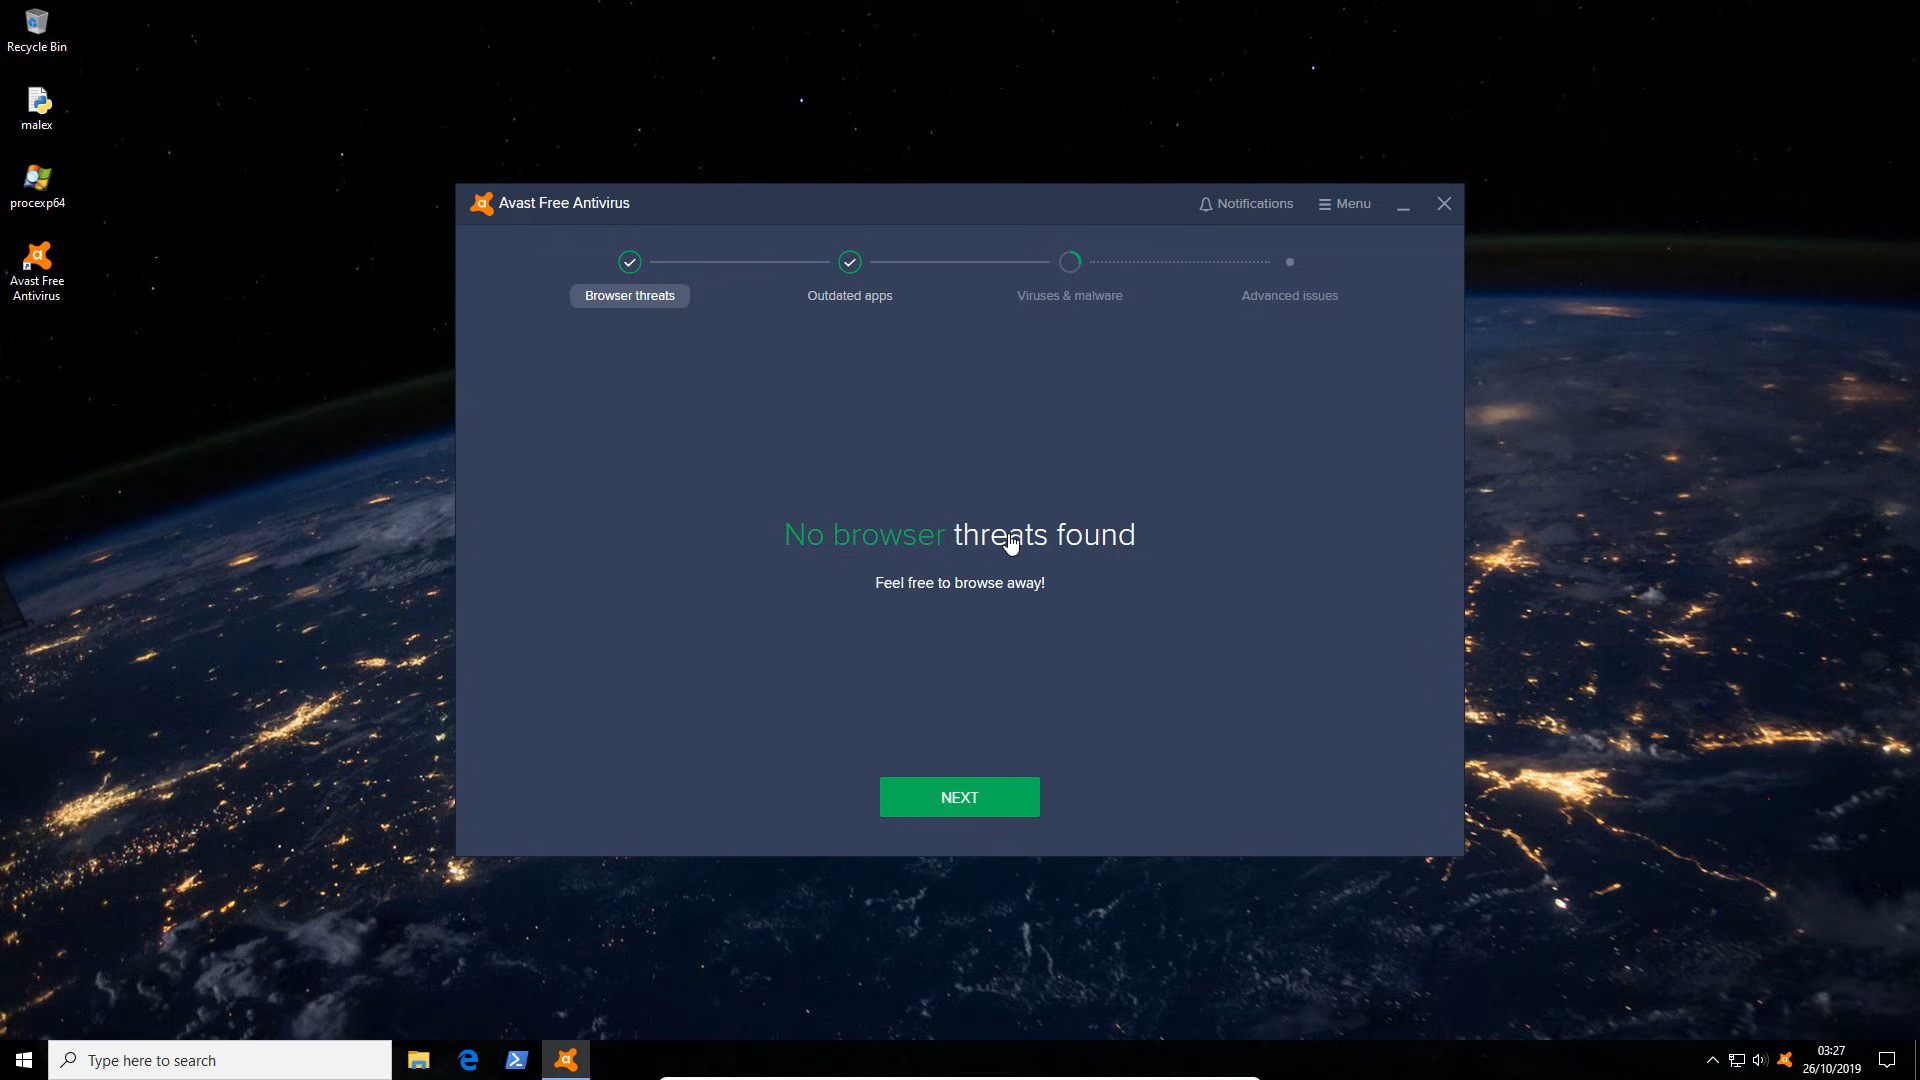 Recycle Bin
malex
procexp64
Avast Free
Antivirus
Avast Free Antivirus
Notifications
Menu
Browser threats
Outdated apps
Viruses & malware
Advanced issues
No browser threats found
Feel free to browse away!
NEXT
Type here to search
03:27
26/10/2019